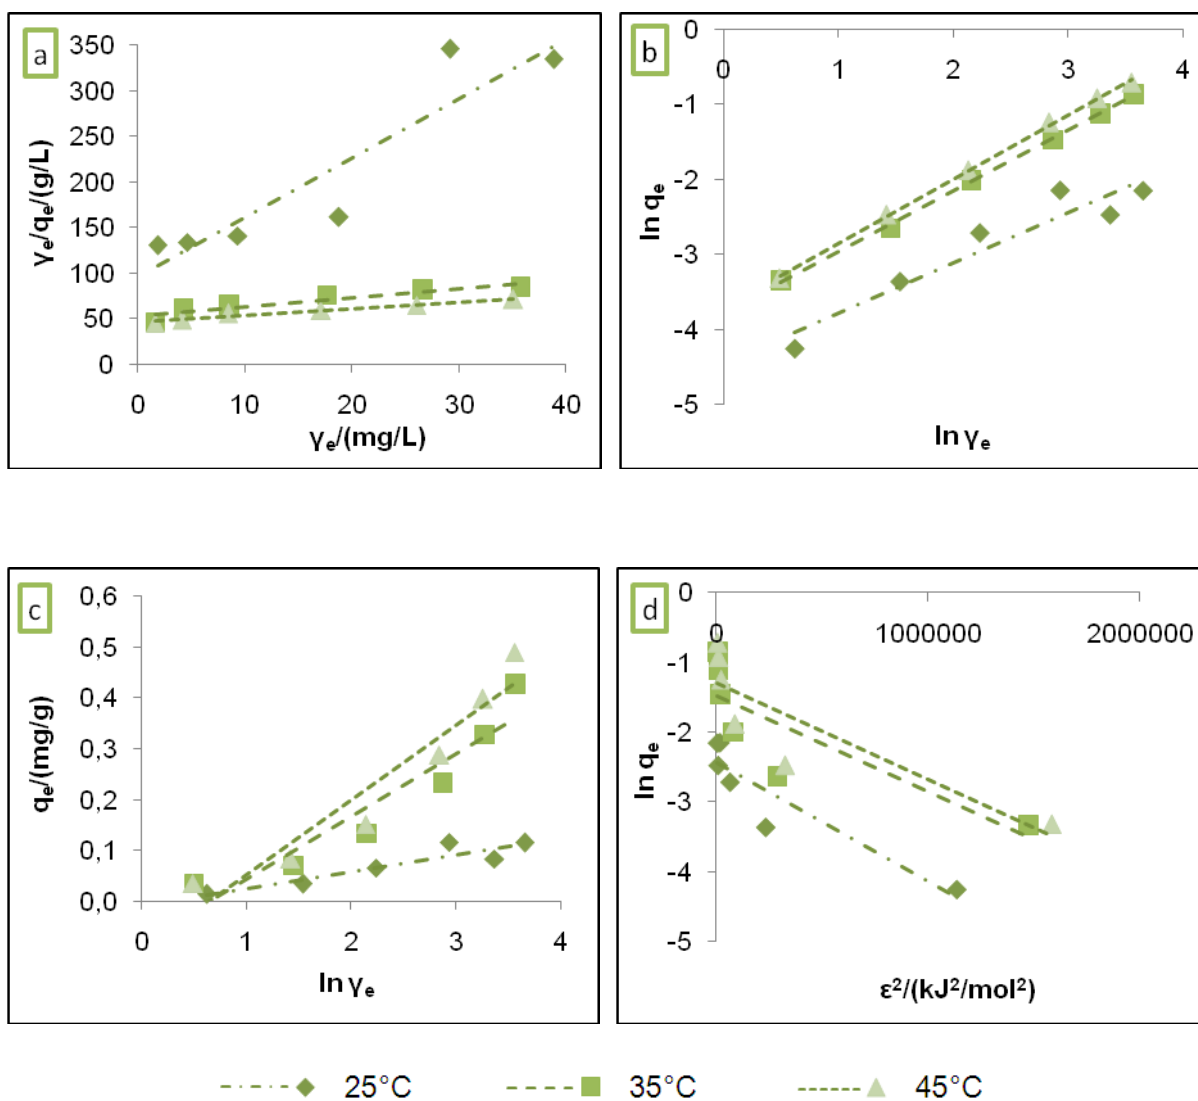 a
350
300
250
200
150
100
50
0
γe/qe/(g/L)
0 10 20 30 40
γe/(mg/L)
b
0
-1
-2
-3
-4
-5
ln qe
0 1 2 3 4
ln γe
c
0,6
0,5
0,4
0,3
0,2
0,1
0,0
qe/(mg/g)
0 1 2 3 4
ln γe
d
0
-1
-2
-3
-4
-5
ln qe
0 1000000 2000000
ε²/(kJ²/mol²)
25°C 35°C 45°C